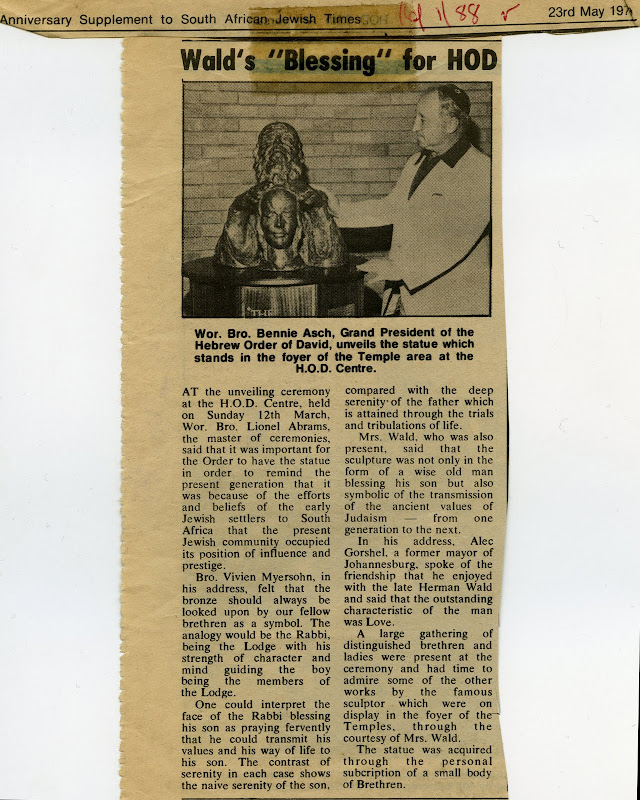 Anniversary Supplement to South African Jewish Times
88
23rd May 197
Wald's "Blessing" for HOD
"THE
Wor. Bro. Bennie Asch, Grand President of the
Hebrew Order of David, unveils the statue which
stands in the foyer of the Temple area at the
H.O.D. Centre.
AT the unveiling ceremony
at the H.O.D. Centre, held
on Sunday 12th March,
Wor. Bro. Lionel Abrams,
the master of ceremonies,
said that it was important for
the Order to have the statue
in order to remind the
present generation that it
was because of the efforts
and beliefs of the early
Jewish settlers to South
Africa that the present
Jewish community occupied
its position of influence and
prestige.
Bro. Vivien Myersohn, in
his address, felt that the
bronze should always be
looked upon by our fellow
brethren as a symbol. The
analogy would be the Rabbi,
being the Lodge with his
strength of character and
mind guiding the boy
being the members of
the Lodge.
One could interpret the
face of the Rabbi blessing
his son as praying fervently
that he could transmit his
values and his way of life to
his son. The contrast of
serenity in each case shows
the naive serenity of the son,
compared with the deep
serenity of the father which
is attained through the trials
and tribulations of life.
Mrs. Wald, who was also
present, said that the
sculpture was not only in the
form of a wise old man
blessing his son but also
symbolic of the transmission
of the ancient values of
Judaism — from one
generation to the next.
In his address, Alec
Gorshel, a former mayor of
Johannesburg, spoke of the
friendship that he enjoyed
with the late Herman Wald
and said that the outstanding
characteristic of the man
was Love.
A large gathering of
distinguished brethren and
ladies were present at the
ceremony and had time to
admire some of the other
works by the famous
sculptor which were on
display in the foyer of the
Temples, through the
courtesy of Mrs. Wald.
The statue was acquired
through the personal
subcription of a small body
of Brethren.